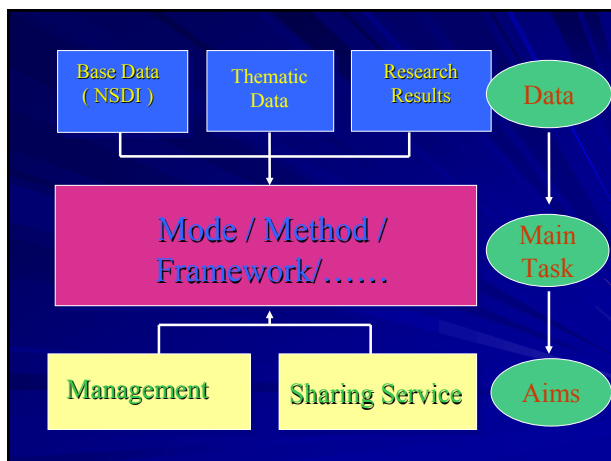 Base Data
( NSDI )
Thematic
Data
Research
Results
Data
Mode / Method /
Framework/……
Main
Task
Management
Sharing Service
Aims